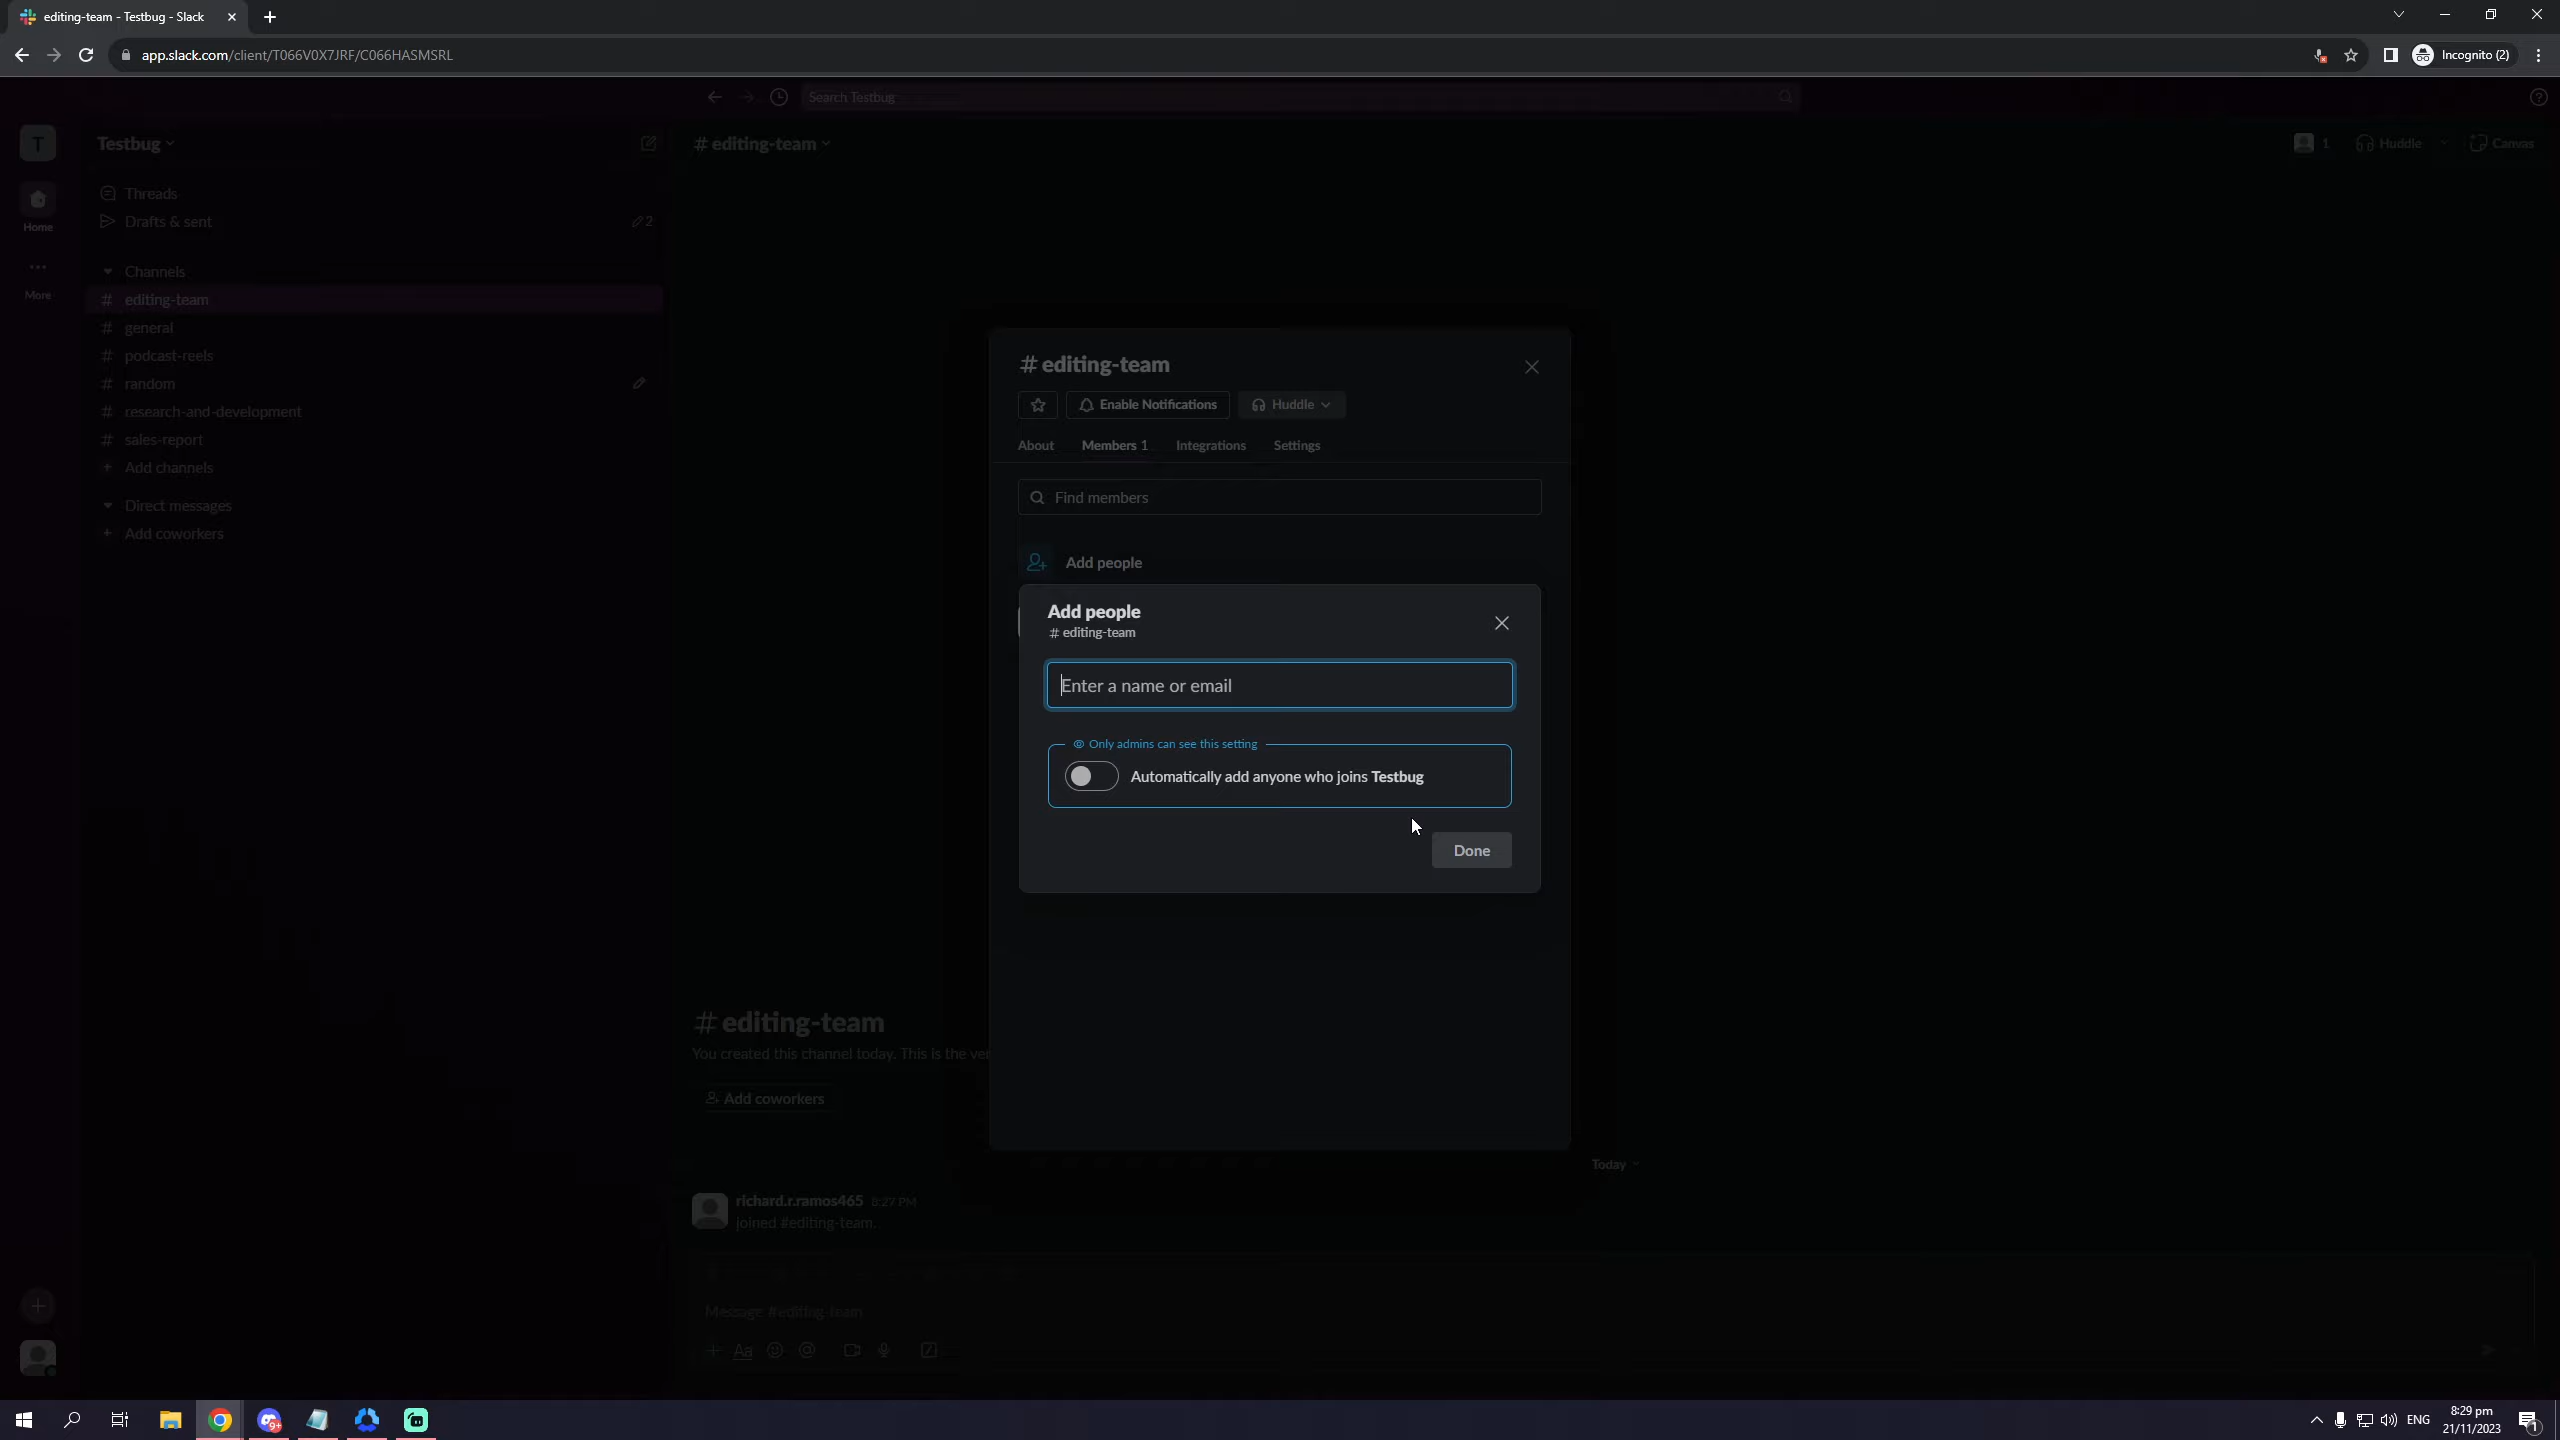 editing-team - Testbug - Slack
app.slack.com/client/T066V0X7JRF/C066HASMSRL
Incognito (2)
Search Testbug
T
Testbug
# editing-team
1
Huddle
Canvas
Home
More
Threads
Drafts & sent
2
Channels
# editing-team
# general
# podcast-reels
# random
# research-and-development
# sales-report
+ Add channels
Direct messages
+ Add coworkers
# editing-team
Enable Notifications
Huddle
About
Members 1
Integrations
Settings
Find members
Add people
Add people
# editing-team
Enter a name or email
Only admins can see this setting
Automatically add anyone who joins Testbug
Done
# editing-team
You created this channel today. This is the ver
Add coworkers
Today
richard.r.ramos465 8:27 PM
joined #editing-team.
Message #editing-team
Aa
9+
ENG
8:29 pm
21/11/2023
1